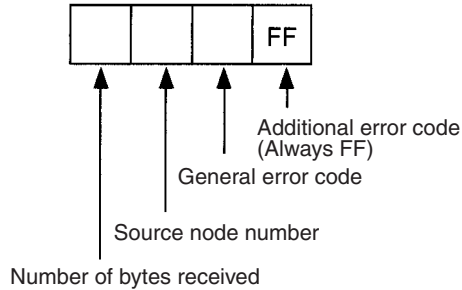 FF
Additional error code
(Always FF)
General error code
Source node number
Number of bytes received